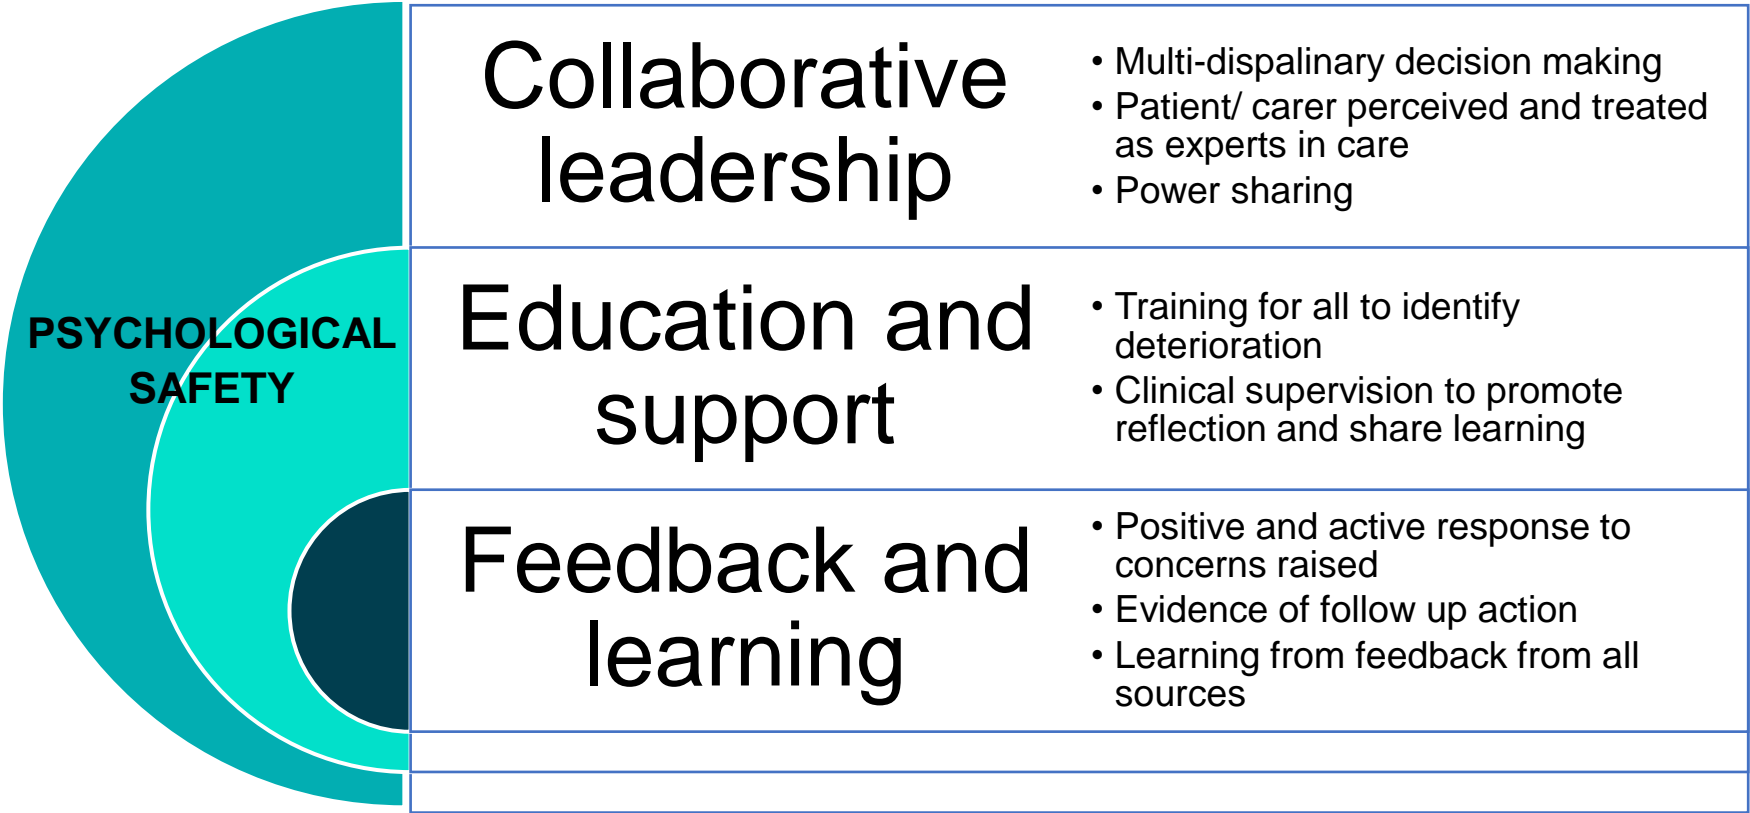 PSYCHOLOGICAL
SAFETY
Collaborative
leadership
• Multi-dispalinary decision making
• Patient/ carer perceived and treated
as experts in care
• Power sharing
Education and
support
• Training for all to identify
deterioration
• Clinical supervision to promote
reflection and share learning
Feedback and
learning
• Positive and active response to
concerns raised
• Evidence of follow up action
• Learning from feedback from all
sources